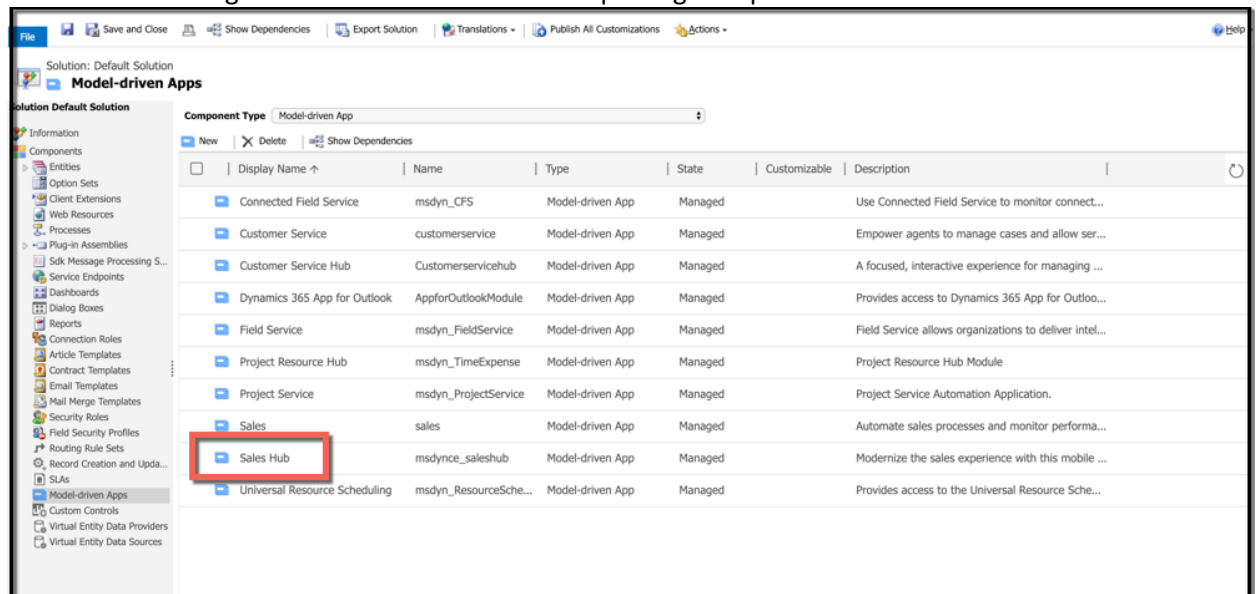 File Save and Close Show Dependencies Export Solution Translations Publish All Customizations Actions Help
Solution: Default Solution
Model-driven Apps
Solution Default Solution
Information
Components
Entities
Option Sets
Client Extensions
Web Resources
Processes
Plug-in Assemblies
Sdk Message Processing S...
Service Endpoints
Dashboards
Dialog Boxes
Reports
Connection Roles
Article Templates
Contract Templates
Email Templates
Mail Merge Templates
Security Roles
Field Security Profiles
Routing Rule Sets
Record Creation and Upda...
SLAs
Model-driven Apps
Custom Controls
Virtual Entity Data Providers
Virtual Entity Data Sources
Component Type Model-driven App
New Delete Show Dependencies
Display Name Name Type State Customizable Description
Connected Field Service msdyn_CFS Model-driven App Managed Use Connected Field Service to monitor connect...
Customer Service customerservice Model-driven App Managed Empower agents to manage cases and allow ser...
Customer Service Hub Customerservicehub Model-driven App Managed A focused, interactive experience for managing ...
Dynamics 365 App for Outlook AppforOutlookModule Model-driven App Managed Provides access to Dynamics 365 App for Outloo...
Field Service msdyn_FieldService Model-driven App Managed Field Service allows organizations to deliver intel...
Project Resource Hub msdyn_TimeExpense Model-driven App Managed Project Resource Hub Module
Project Service msdyn_ProjectService Model-driven App Managed Project Service Automation Application.
Sales sales Model-driven App Managed Automate sales processes and monitor performa...
Sales Hub msdynce_saleshub Model-driven App Managed Modernize the sales experience with this mobile ...
Universal Resource Scheduling msdyn_ResourceSche... Model-driven App Managed Provides access to the Universal Resource Sche...